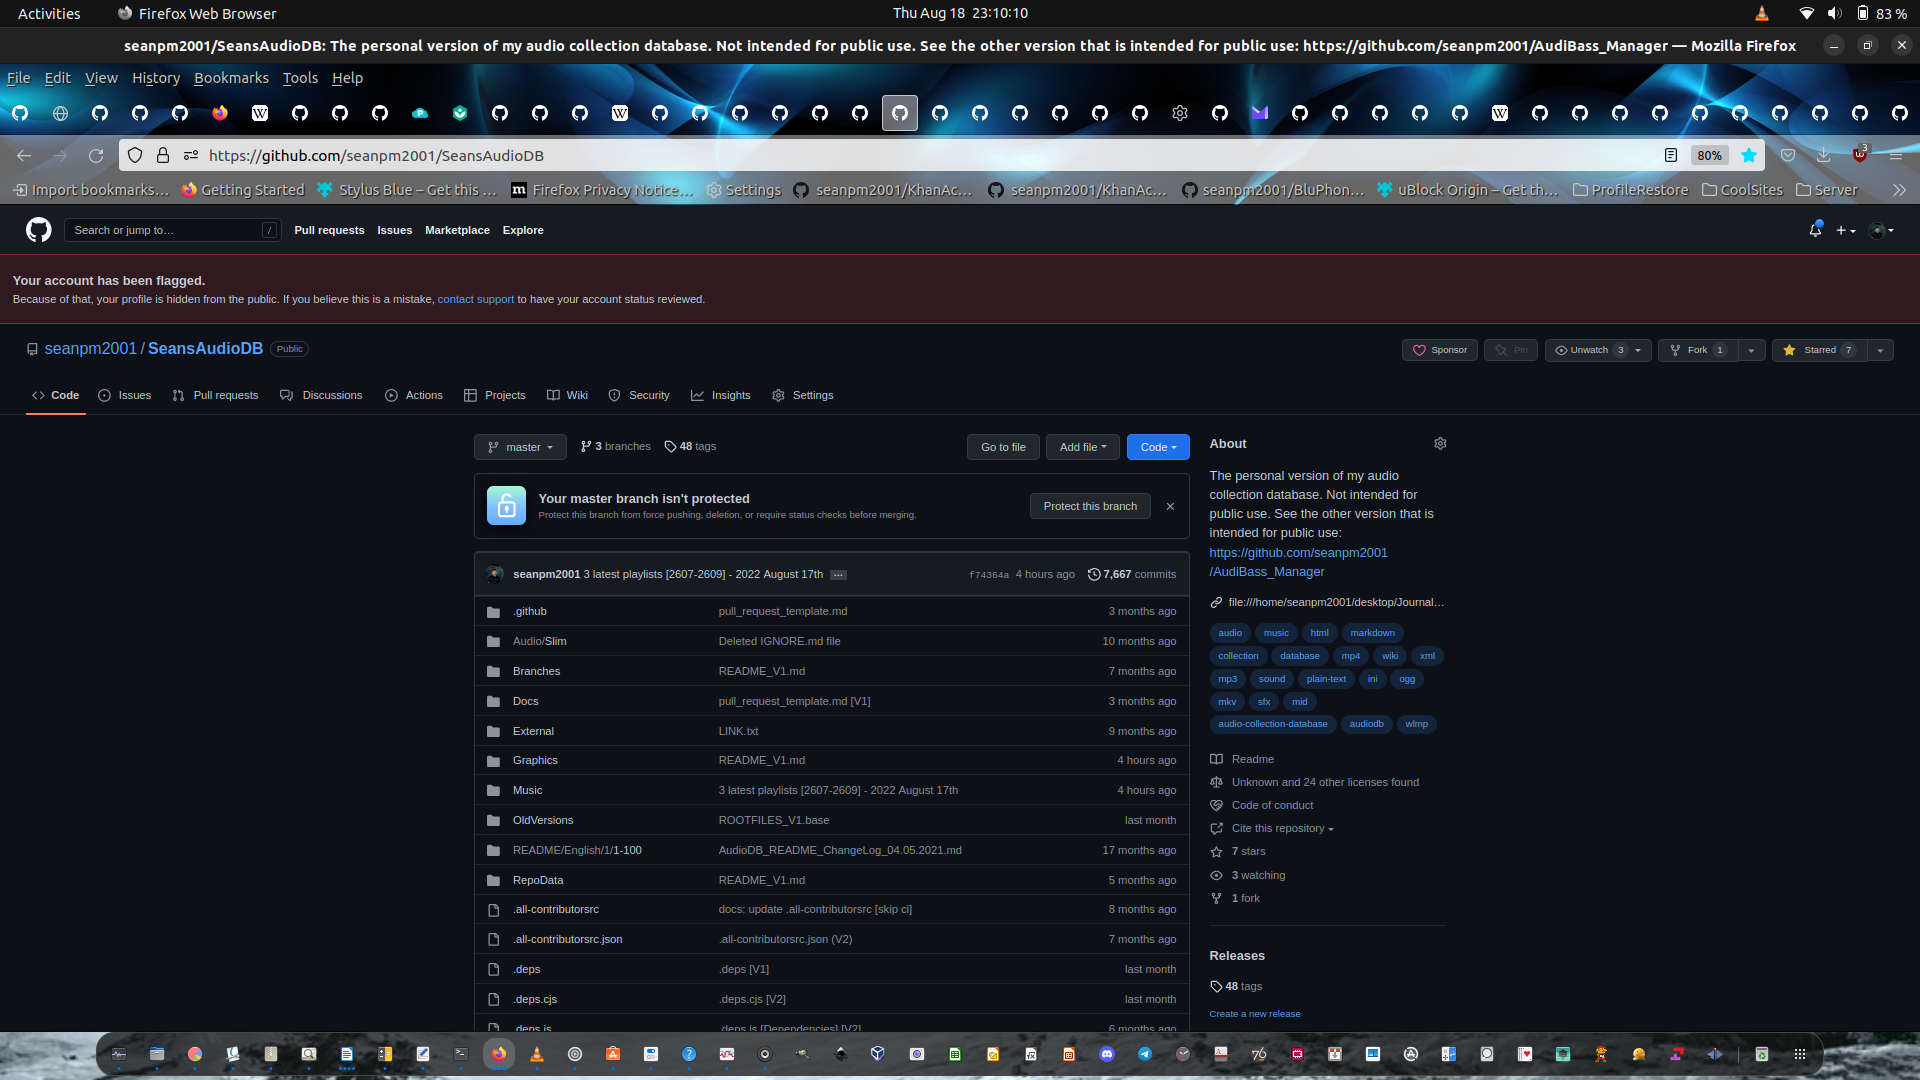 Activities
Firefox Web Browser
Thu Aug 18 23:10:10
83 %
seanpm2001/SeansAudioDB: The personal version of my audio collection database. Not intended for public use. See the other version that is intended for public use: https://github.com/seanpm2001/AudiBass_Manager — Mozilla Firefox
File Edit View History Bookmarks Tools Help
https://github.com/seanpm2001/SeansAudioDB
80%
3
Import bookmarks… Getting Started Stylus Blue – Get this … Firefox Privacy Notice… Settings seanpm2001/KhanAc… seanpm2001/KhanAc… seanpm2001/BluPhon… uBlock Origin – Get th… ProfileRestore CoolSites Server
Search or jump to… /
Pull requests Issues Marketplace Explore
Your account has been flagged.
Because of that, your profile is hidden from the public. If you believe this is a mistake, contact support to have your account status reviewed.
seanpm2001 / SeansAudioDB Public
Sponsor Pin Unwatch 3 Fork 1 Starred 7
Code Issues Pull requests Discussions Actions Projects Wiki Security Insights Settings
master 3 branches 48 tags
Go to file Add file Code
Your master branch isn't protected
Protect this branch from force pushing, deletion, or require status checks before merging.
Protect this branch
seanpm2001 3 latest playlists [2607-2609] - 2022 August 17th … f74364a 4 hours ago 7,667 commits
.github pull_request_template.md 3 months ago
Audio/Slim Deleted IGNORE.md file 10 months ago
Branches README_V1.md 7 months ago
Docs pull_request_template.md [V1] 3 months ago
External LINK.txt 9 months ago
Graphics README_V1.md 4 hours ago
Music 3 latest playlists [2607-2609] - 2022 August 17th 4 hours ago
OldVersions ROOTFILES_V1.base last month
README/English/1/1-100 AudioDB_README_ChangeLog_04.05.2021.md 17 months ago
RepoData README_V1.md 5 months ago
.all-contributorsrc docs: update .all-contributorsrc [skip ci] 8 months ago
.all-contributorsrc.json .all-contributorsrc.json (V2) 7 months ago
.deps .deps [V1] last month
.deps.cjs .deps.cjs [V2] last month
.deps.js .deps.js [Dependencies] [V2] 6 months ago
About
The personal version of my audio
collection database. Not intended for
public use. See the other version that is
intended for public use:
https://github.com/seanpm2001
/AudiBass_Manager
file:///home/seanpm2001/desktop/Journal…
audio music html markdown
collection database mp4 wiki xml
mp3 sound plain-text ini ogg
mkv sfx mid
audio-collection-database audiodb wlmp
Readme
Unknown and 24 other licenses found
Code of conduct
Cite this repository
7 stars
3 watching
1 fork
Releases
48 tags
Create a new release